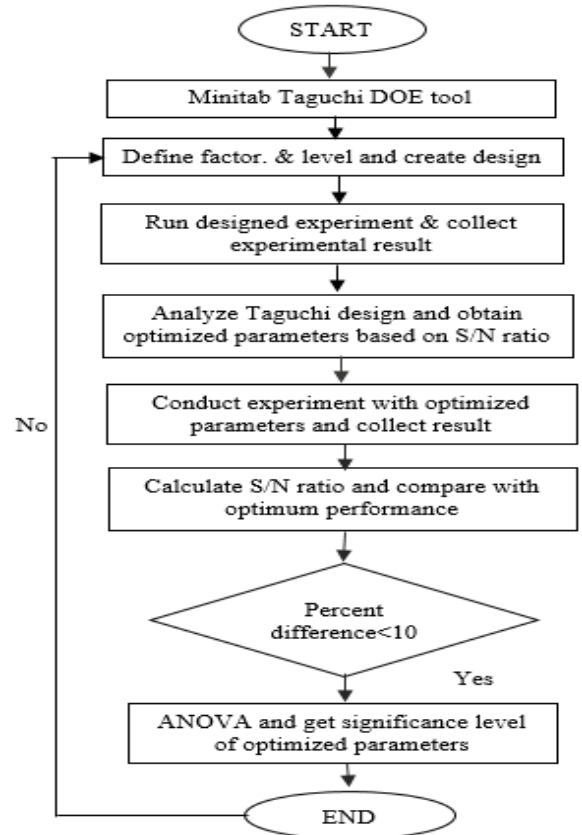 START
Minitab Taguchi DOE tool
Define factor. & level and create design
Run designed experiment & collect
experimental result
Analyze Taguchi design and obtain
optimized parameters based on S/N ratio
Conduct experiment with optimized
parameters and collect result
No
Calculate S/N ratio and compare with
optimum performance
Percent
difference<10
Yes
ANOVA and get significance level
of optimized parameters
END